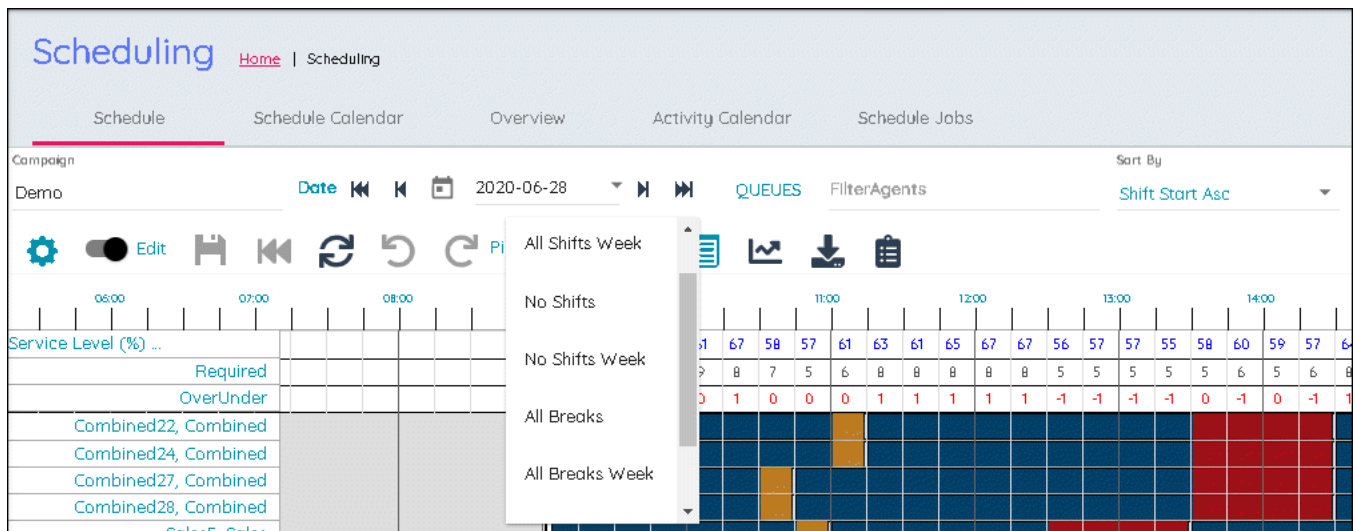 Scheduling Home | Scheduling
Schedule Schedule Calendar Overview Activity Calendar Schedule Jobs
Campaign Sort By
Demo Date 2020-06-28 QUEUES FilterAgents Shift Start Asc
Edit
All Shifts Week
No Shifts
No Shifts Week
All Breaks
All Breaks Week
06:00 07:00 08:00 11:00 12:00 13:00 14:00
Service Level (%) ... 67 58 57 61 63 61 65 67 67 56 57 57 55 58 60 59 57
Required 8 7 5 6 8 8 8 8 8 5 5 5 5 5 6 5 6
OverUnder 1 0 0 0 1 1 1 1 1 -1 -1 -1 -1 0 -1 0 -1
Combined22, Combined
Combined24, Combined
Combined27, Combined
Combined28, Combined